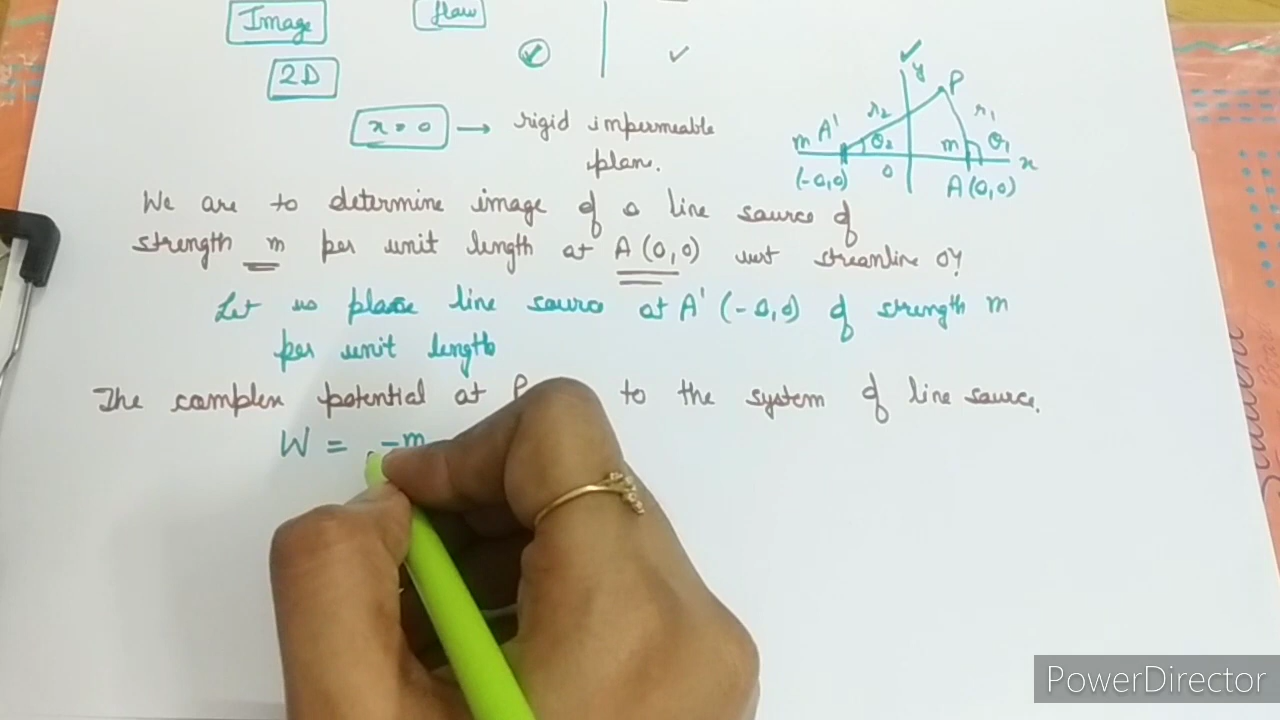 Image flow
2D
x = 0 → rigid impermeable
plane.
y P
r₂ r₁
m A' θ₂ m θ₁ x
(-a,0) 0 A (a,0)
We are to determine image of a line source of
strength m per unit length at A (a,0) wrt streamline OY
Let us place line source at A' (-a,0) of strength m
per unit length
The complex potential at P to the system of line source.
W = -m
PowerDirector